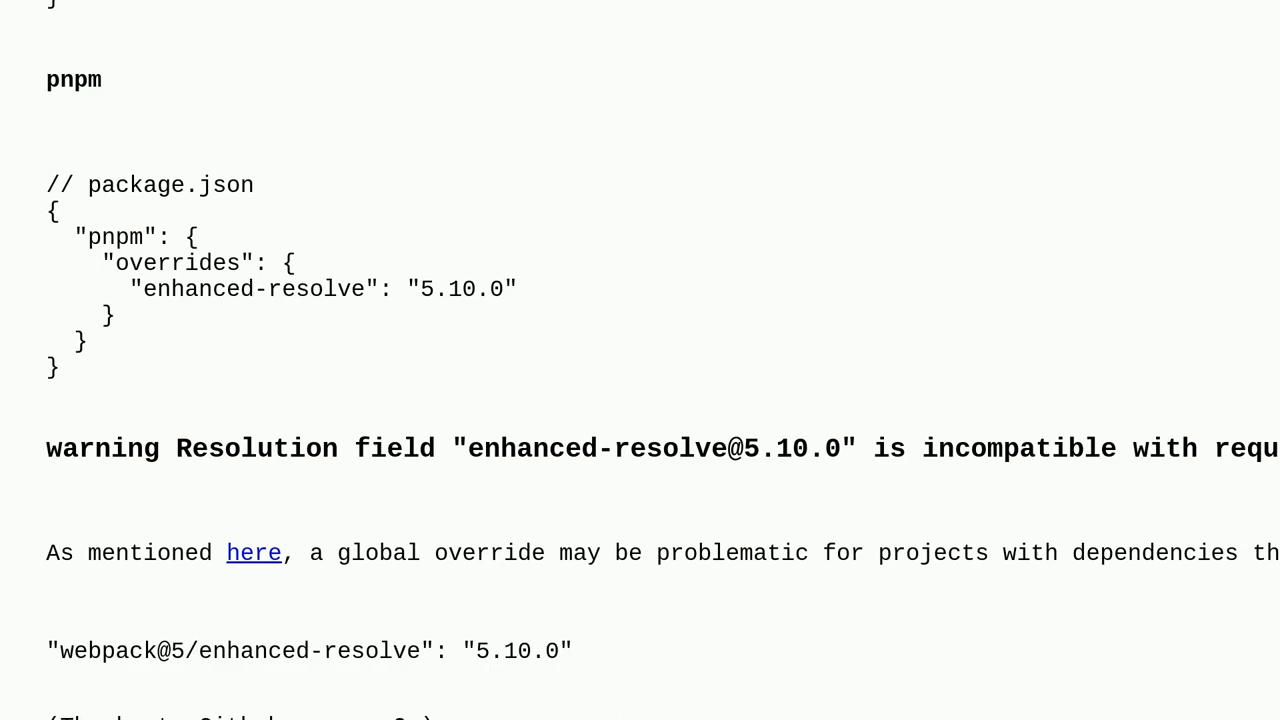 }
pnpm
// package.json
{
  "pnpm": {
    "overrides": {
      "enhanced-resolve": "5.10.0"
    }
  }
}
warning Resolution field "enhanced-resolve@5.10.0" is incompatible with requ
As mentioned here, a global override may be problematic for projects with dependencies th
"webpack@5/enhanced-resolve": "5.10.0"